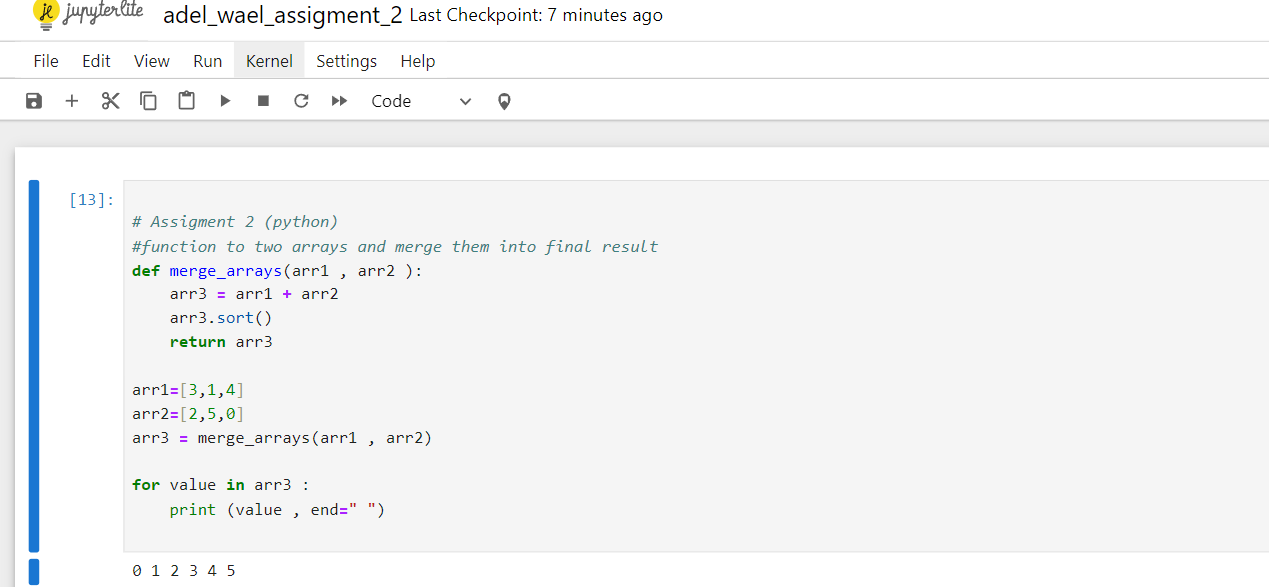 jupyterlite adel_wael_assigment_2 Last Checkpoint: 7 minutes ago
File Edit View Run Kernel Settings Help
Code
[13]:
# Assigment 2 (python)
#function to two arrays and merge them into final result
def merge_arrays(arr1 , arr2 ):
    arr3 = arr1 + arr2
    arr3.sort()
    return arr3
arr1=[3,1,4]
arr2=[2,5,0]
arr3 = merge_arrays(arr1 , arr2)
for value in arr3 :
    print (value , end=" ")
0 1 2 3 4 5